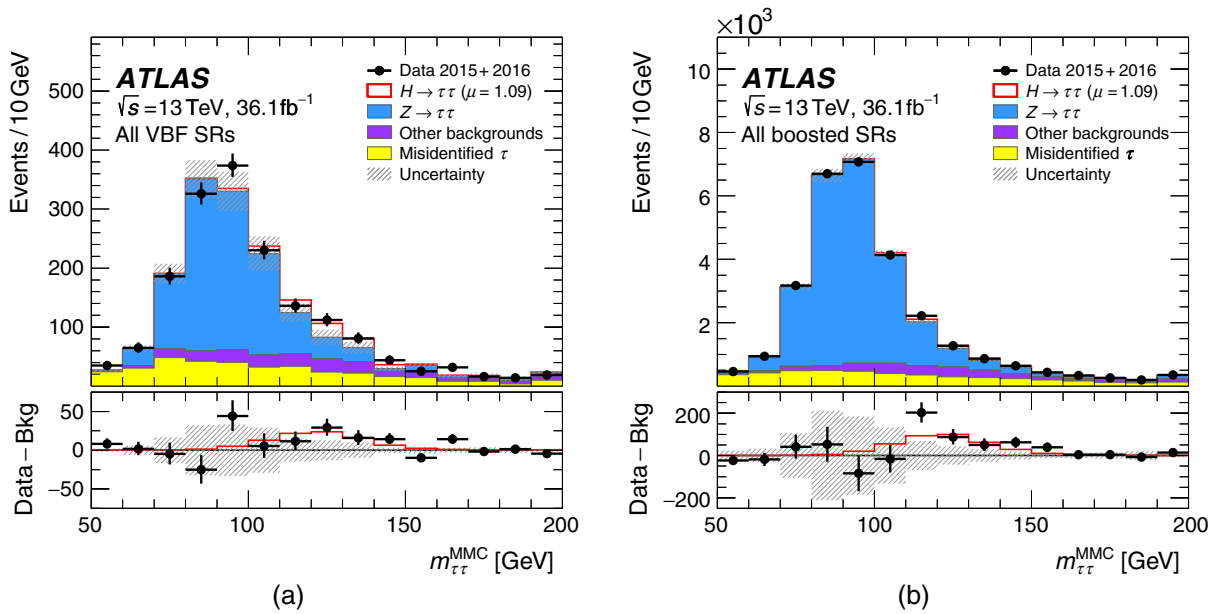 Events / 10 GeV
500
400
300
200
100
ATLAS
√s = 13 TeV, 36.1 fb⁻¹
All VBF SRs
Data 2015 + 2016
H → ττ (μ = 1.09)
Z → ττ
Other backgrounds
Misidentified τ
Uncertainty
Data − Bkg
50
0
−50
50 100 150 200
m_ττ^MMC [GeV]
(a)
×10³
Events / 10 GeV
10
8
6
4
2
ATLAS
√s = 13 TeV, 36.1 fb⁻¹
All boosted SRs
Data 2015 + 2016
H → ττ (μ = 1.09)
Z → ττ
Other backgrounds
Misidentified τ
Uncertainty
Data − Bkg
200
0
−200
50 100 150 200
m_ττ^MMC [GeV]
(b)